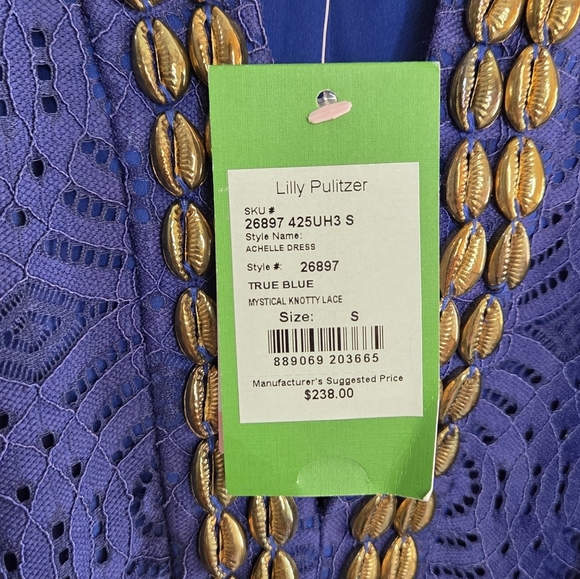 Lilly Pulitzer
SKU #
26897 425UH3 S
Style Name:
ACHELLE DRESS
Style #: 26897
TRUE BLUE
MYSTICAL KNOTTY LACE
Size: S
889069 203665
Manufacturer's Suggested Price
$238.00